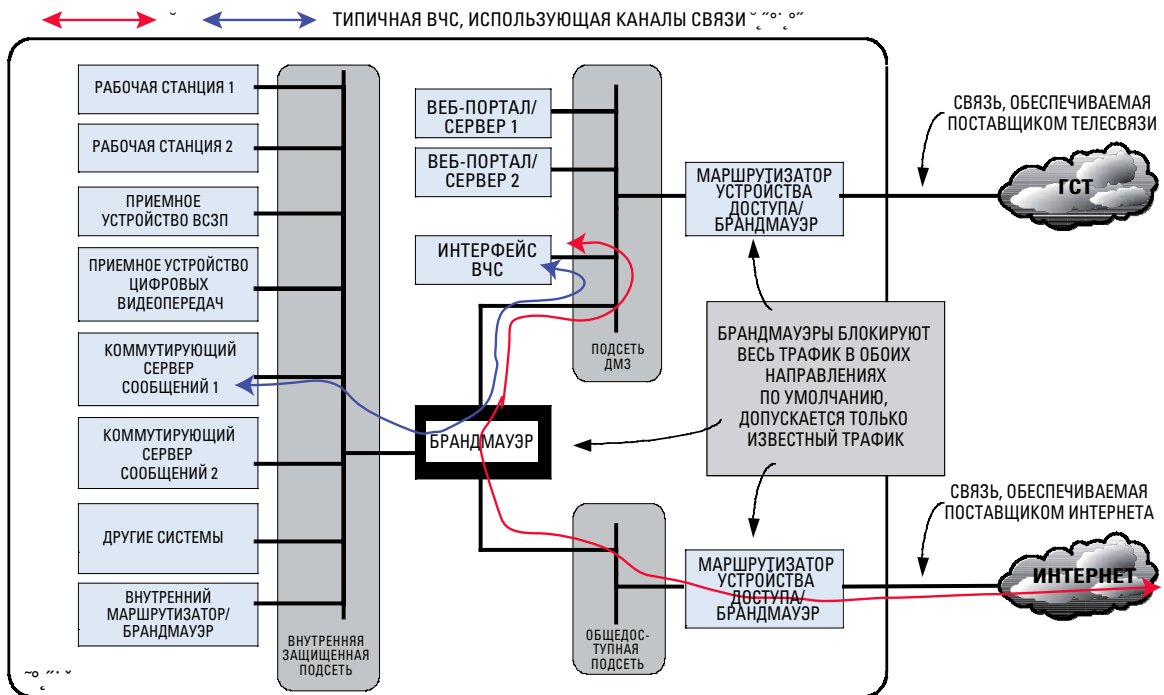 ТИПИЧНАЯ ВЧС, ИСПОЛЬЗУЮЩАЯ КАНАЛЫ СВЯЗИ
РАБОЧАЯ СТАНЦИЯ 1
РАБОЧАЯ СТАНЦИЯ 2
ПРИЕМНОЕ
УСТРОЙСТВО ВСЗП
ПРИЕМНОЕ УСТРОЙСТВО
ЦИФРОВЫХ
ВИДЕОПЕРЕДАЧ
КОММУТИРУЮЩИЙ
СЕРВЕР
СООБЩЕНИЙ 1
КОММУТИРУЮЩИЙ
СЕРВЕР
СООБЩЕНИЙ 2
ДРУГИЕ СИСТЕМЫ
ВНУТРЕННИЙ
МАРШРУТИЗАТОР/
БРАНДМАУЭР
ВНУТРЕННЯЯ
ЗАЩИЩЕННАЯ
ПОДСЕТЬ
ВЕБ-ПОРТАЛ/
СЕРВЕР 1
ВЕБ-ПОРТАЛ/
СЕРВЕР 2
ИНТЕРФЕЙС
ВЧС
ПОДСЕТЬ
ДМЗ
БРАНДМАУЭР
ОБЩЕДОС-
ТУПНАЯ
ПОДСЕТЬ
МАРШРУТИЗАТОР
УСТРОЙСТВА
ДОСТУПА/
БРАНДМАУЭР
БРАНДМАУЭРЫ БЛОКИРУЮТ
ВЕСЬ ТРАФИК В ОБОИХ
НАПРАВЛЕНИЯХ
ПО УМОЛЧАНИЮ,
ДОПУСКАЕТСЯ ТОЛЬКО
ИЗВЕСТНЫЙ ТРАФИК
МАРШРУТИЗАТОР
УСТРОЙСТВА
ДОСТУПА/
БРАНДМАУЭР
СВЯЗЬ, ОБЕСПЕЧИВАЕМАЯ
ПОСТАВЩИКОМ ТЕЛЕСВЯЗИ
ГСТ
СВЯЗЬ, ОБЕСПЕЧИВАЕМАЯ
ПОСТАВЩИКОМ ИНТЕРНЕТА
ИНТЕРНЕТ